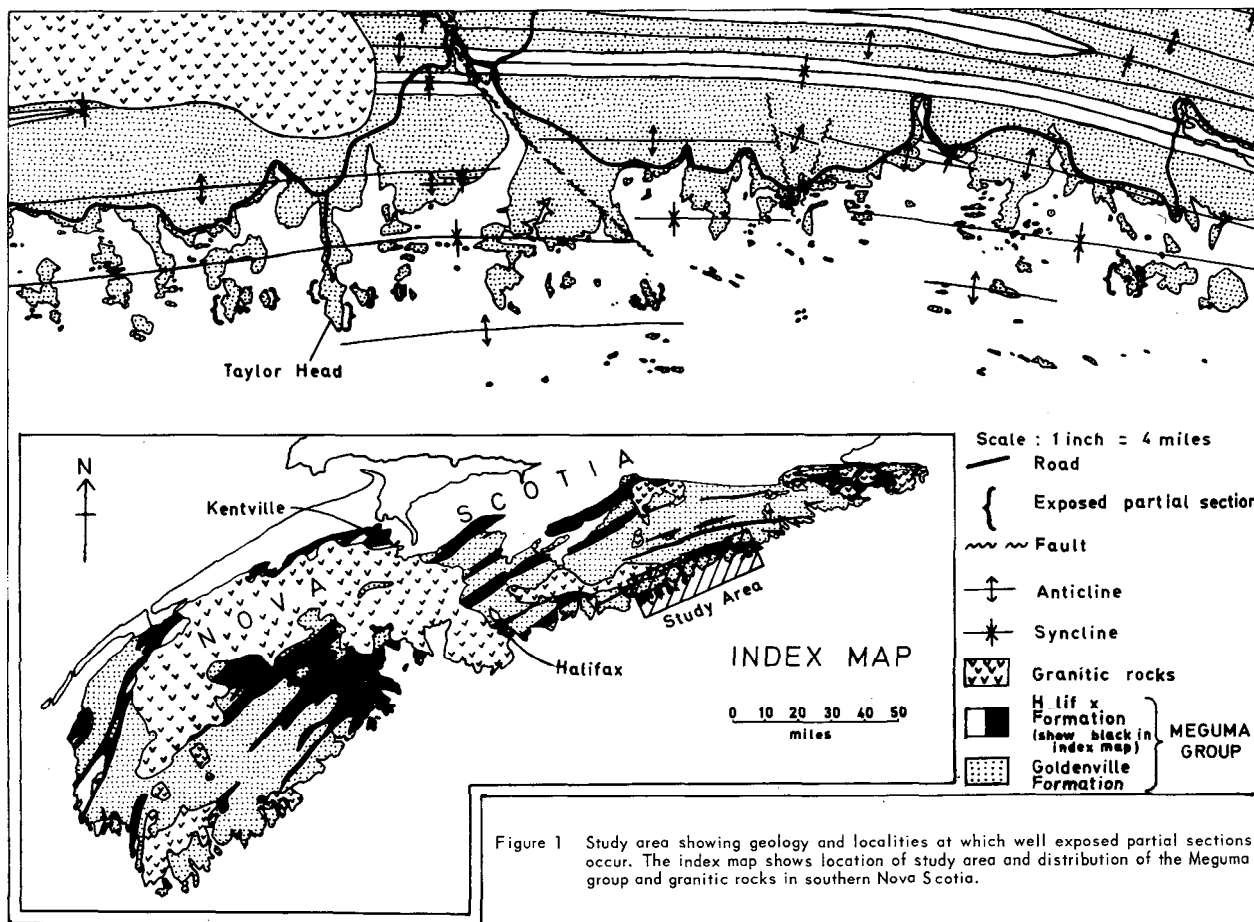 Taylor Head
Scale : 1 inch = 4 miles
Road
Exposed partial section
Fault
Anticline
Syncline
Granitic rocks
H lif x
Formation
(show black in
index map)
Goldenville
Formation
MEGUMA
GROUP
N
Kentville
NOVA
SCOTIA
Halifax
Study Area
INDEX MAP
0 10 20 30 40 50
miles
Figure 1 Study area showing geology and localities at which well exposed partial sections
occur. The index map shows location of study area and distribution of the Meguma
group and granitic rocks in southern Nova Scotia.